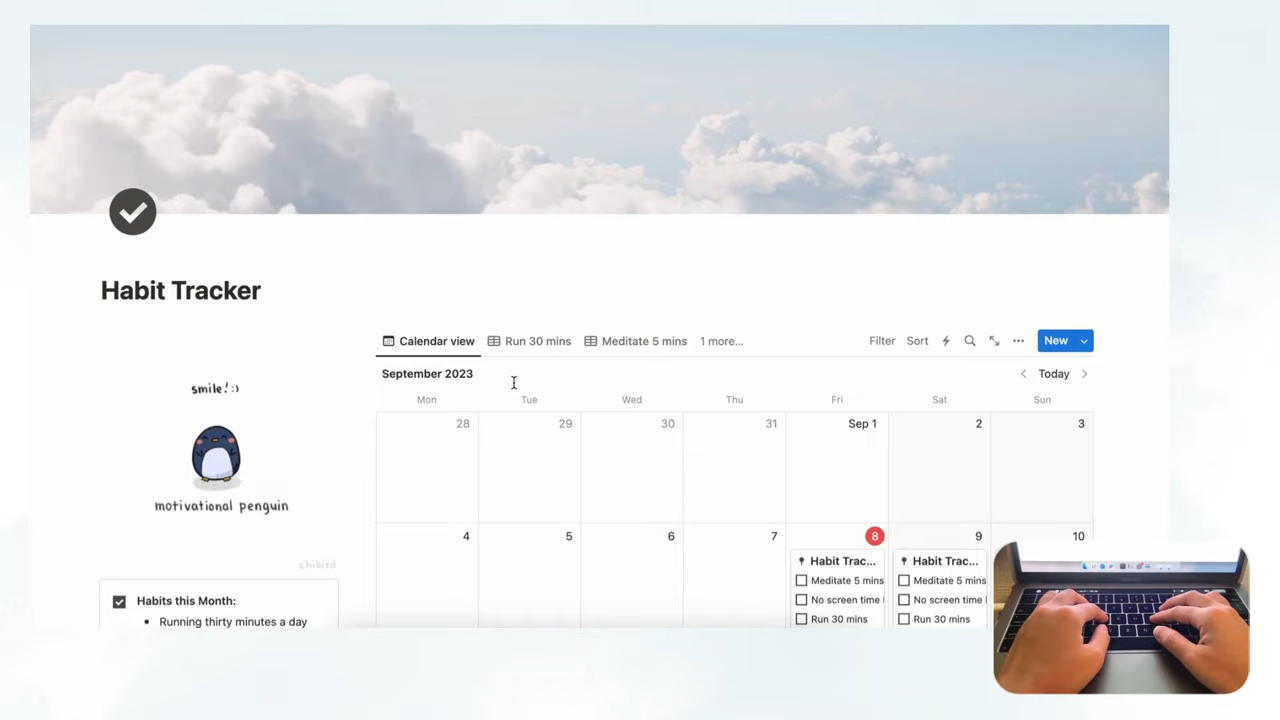 Habit Tracker
Calendar view Run 30 mins Meditate 5 mins 1 more... Filter Sort New
September 2023 Today
Mon Tue Wed Thu Fri Sat Sun
28 29 30 31 Sep 1 2 3
4 5 6 7 8 9 10
Habit Trac... Habit Trac...
Meditate 5 mins Meditate 5 mins
No screen time No screen time
Run 30 mins Run 30 mins
smile! :)
motivational penguin
chibird
Habits this Month:
• Running thirty minutes a day